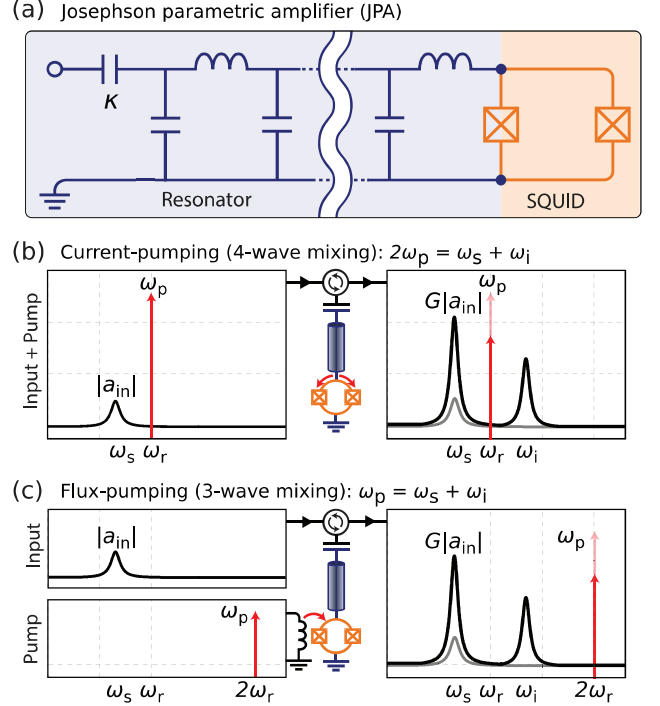 (a) Josephson parametric amplifier (JPA)
κ
Resonator
SQUID
(b) Current-pumping (4-wave mixing): 2ωp = ωs + ωi
Input + Pump
ωp
|ain|
ωs ωr
G|ain|
ωp
ωs ωr ωi
(c) Flux-pumping (3-wave mixing): ωp = ωs + ωi
Input
|ain|
Pump
ωp
ωs ωr 2ωr
G|ain|
ωp
ωs ωr ωi 2ωr